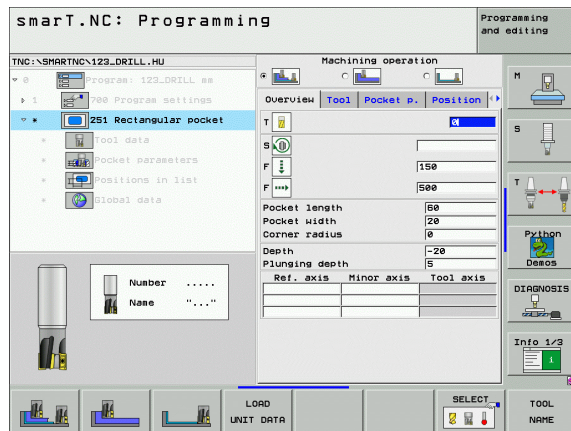 smarT.NC: Programming
Programming and editing
TNC:\SMARTNC\123_DRILL.HU
0 Program: 123_DRILL mm
1 700 Program settings
* 251 Rectangular pocket
* Tool data
* Pocket parameters
* Positions in list
* Global data
Number .....
Name "..."
Machining operation
Overview Tool Pocket p. Position
T 0
S
F 150
F 500
Pocket length 60
Pocket width 20
Corner radius 0
Depth -20
Plunging depth 5
Ref. axis Minor axis Tool axis
M
S
T
Python
Demos
DIAGNOSIS
Info 1/3
LOAD
UNIT DATA
SELECT
TOOL
NAME